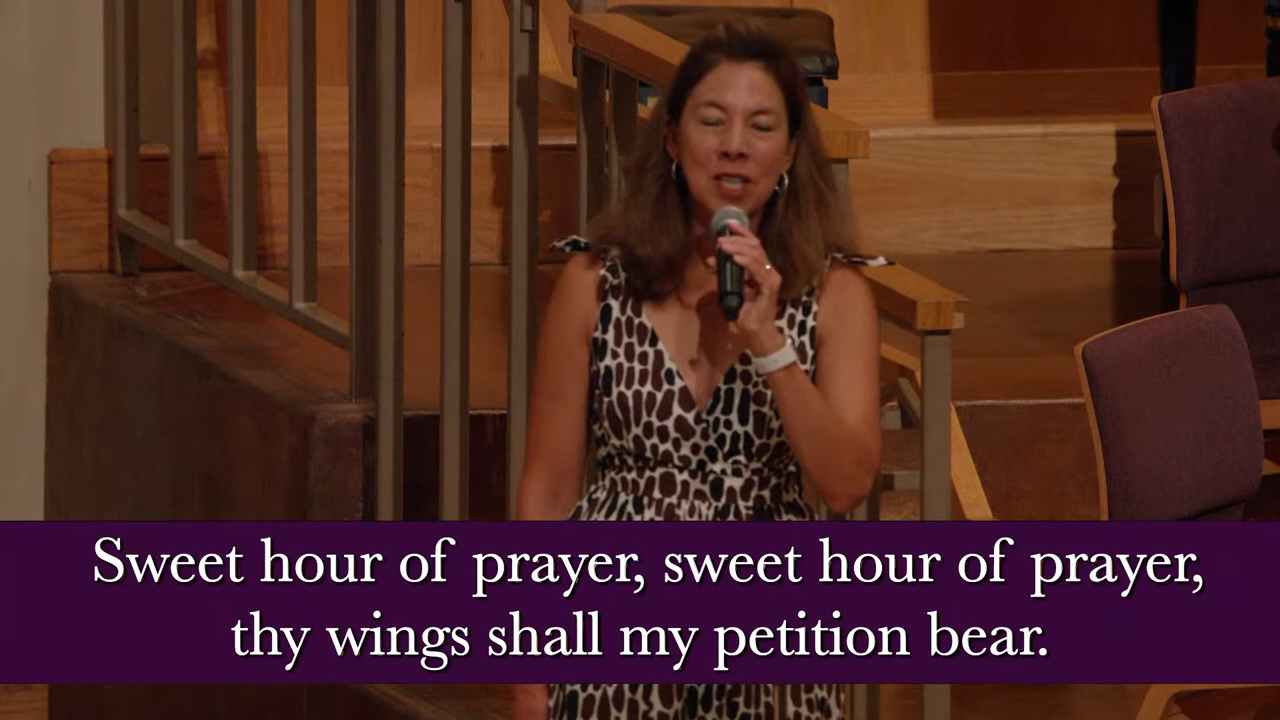 Sweet hour of prayer, sweet hour of prayer,
thy wings shall my petition bear.